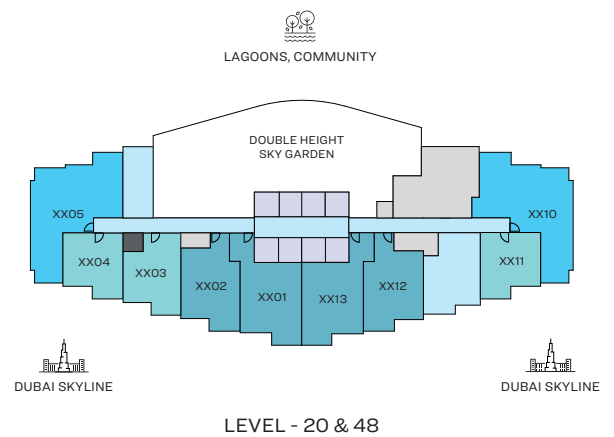 LAGOONS, COMMUNITY
DOUBLE HEIGHT
SKY GARDEN
XX05
XX10
XX04
XX03
XX02
XX01
XX13
XX12
XX11
DUBAI SKYLINE
DUBAI SKYLINE
LEVEL - 20 & 48